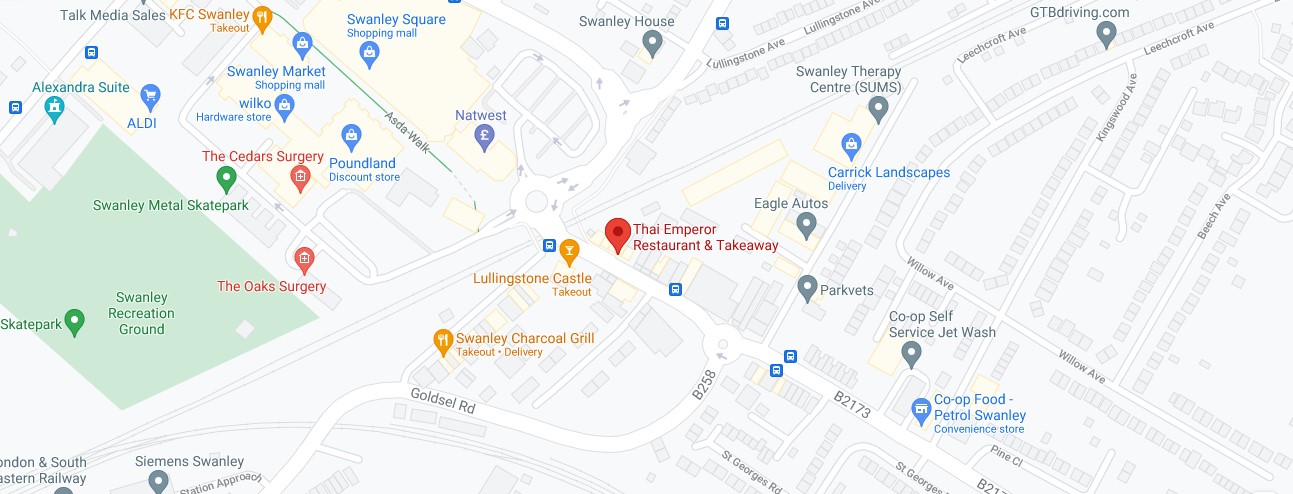 Talk Media Sales
KFC Swanley
Takeout
Swanley Square
Shopping mall
Swanley House
Lullingstone Ave
Lullingstone Ave
GTBdriving.com
Leechcroft Ave
Leechcroft Ave
Swanley Market
Shopping mall
Alexandra Suite
ALDI
wilko
Hardware store
Asda Walk
Natwest
£
Swanley Therapy
Centre (SUMS)
Kingswood Ave
The Cedars Surgery
Poundland
Discount store
Carrick Landscapes
Delivery
Swanley Metal Skatepark
Eagle Autos
Beech Ave
Thai Emperor
Restaurant & Takeaway
Lullingstone Castle
Takeout
The Oaks Surgery
Willow Ave
Parkvets
Swanley
Recreation
Ground
Skatepark
Co-op Self
Service Jet Wash
Swanley Charcoal Grill
Takeout • Delivery
Willow Ave
Goldsel Rd
B258
B2173
Co-op Food -
Petrol Swanley
Convenience store
Pine Cl
St Georges Rd
St Georges Rd
B217
ondon & South
astern Railway
Siemens Swanley
Station Approach